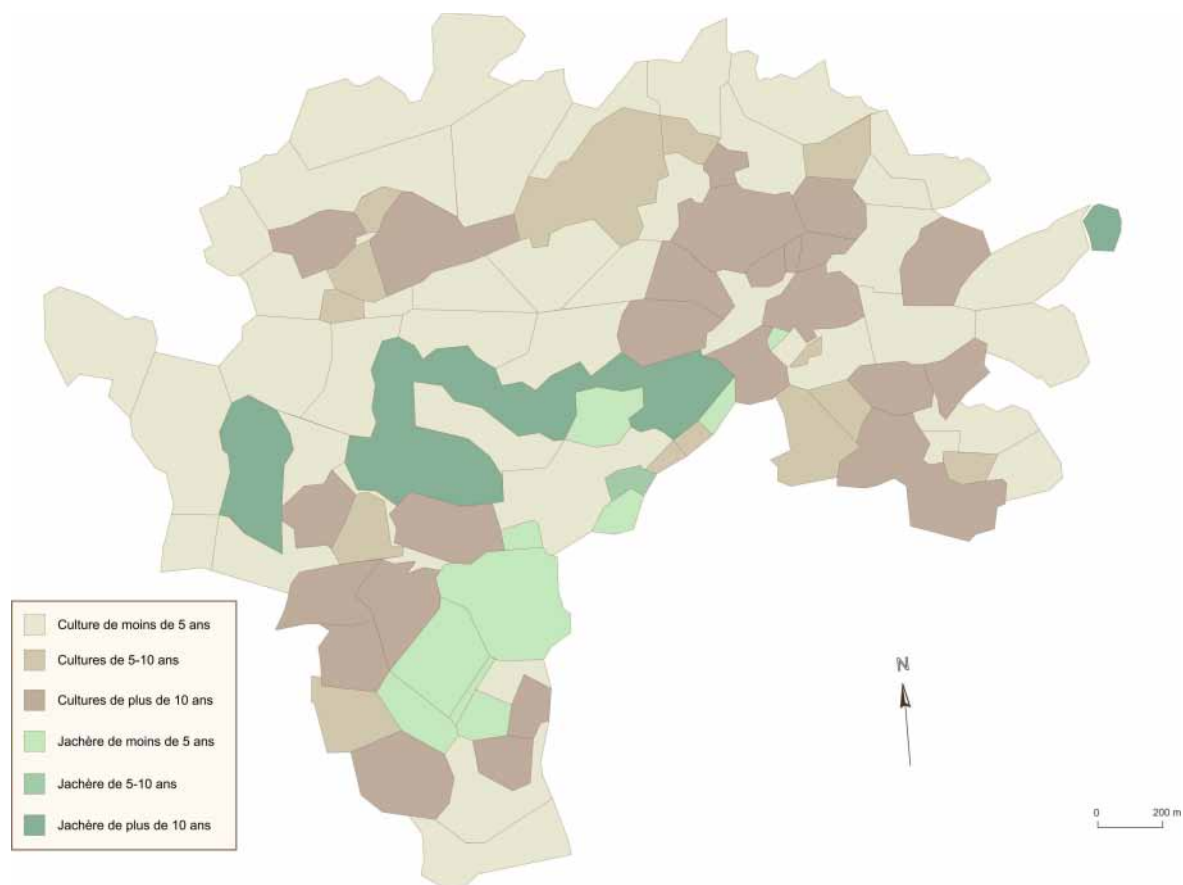 Culture de moins de 5 ans
Cultures de 5-10 ans
Cultures de plus de 10 ans
Jachère de moins de 5 ans
Jachère de 5-10 ans
Jachère de plus de 10 ans
N
0 200 m